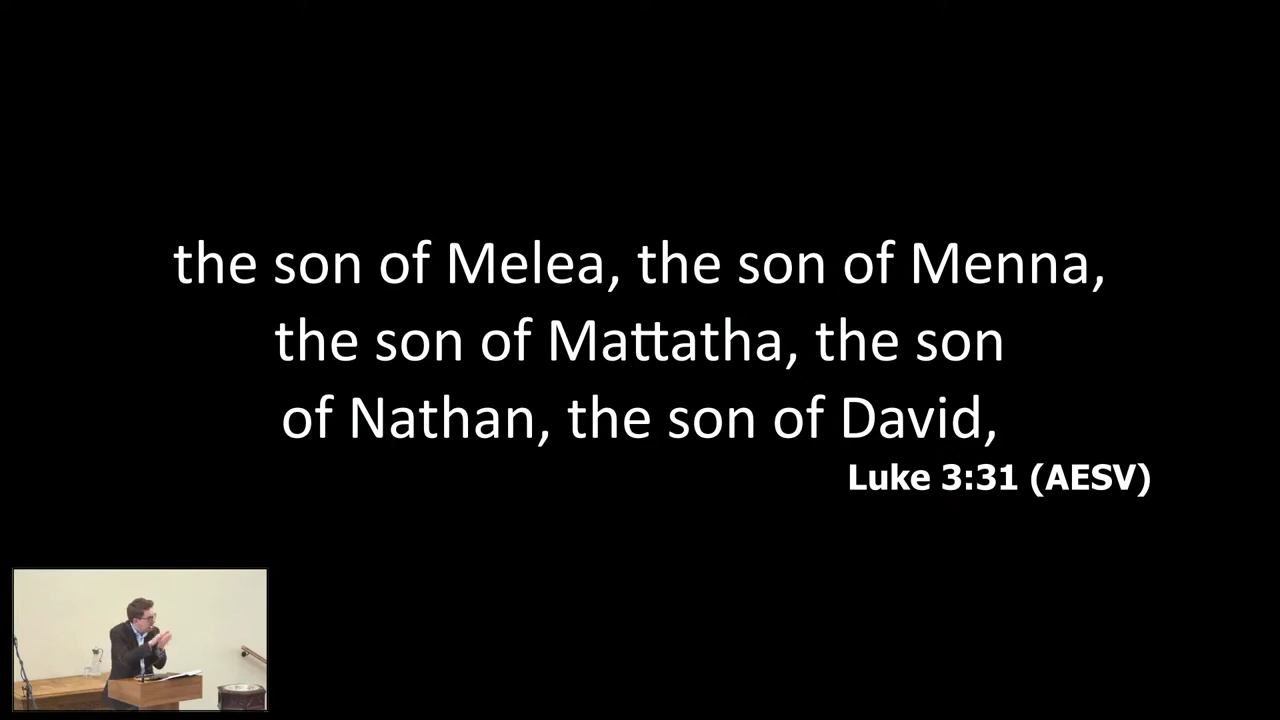 the son of Melea, the son of Menna,
the son of Mattatha, the son
of Nathan, the son of David,
Luke 3:31 (AESV)